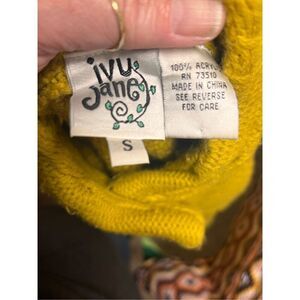 ivy
jane
S
100% ACRYLIC
RN 73510
MADE IN CHINA
SEE REVERSE
FOR CARE